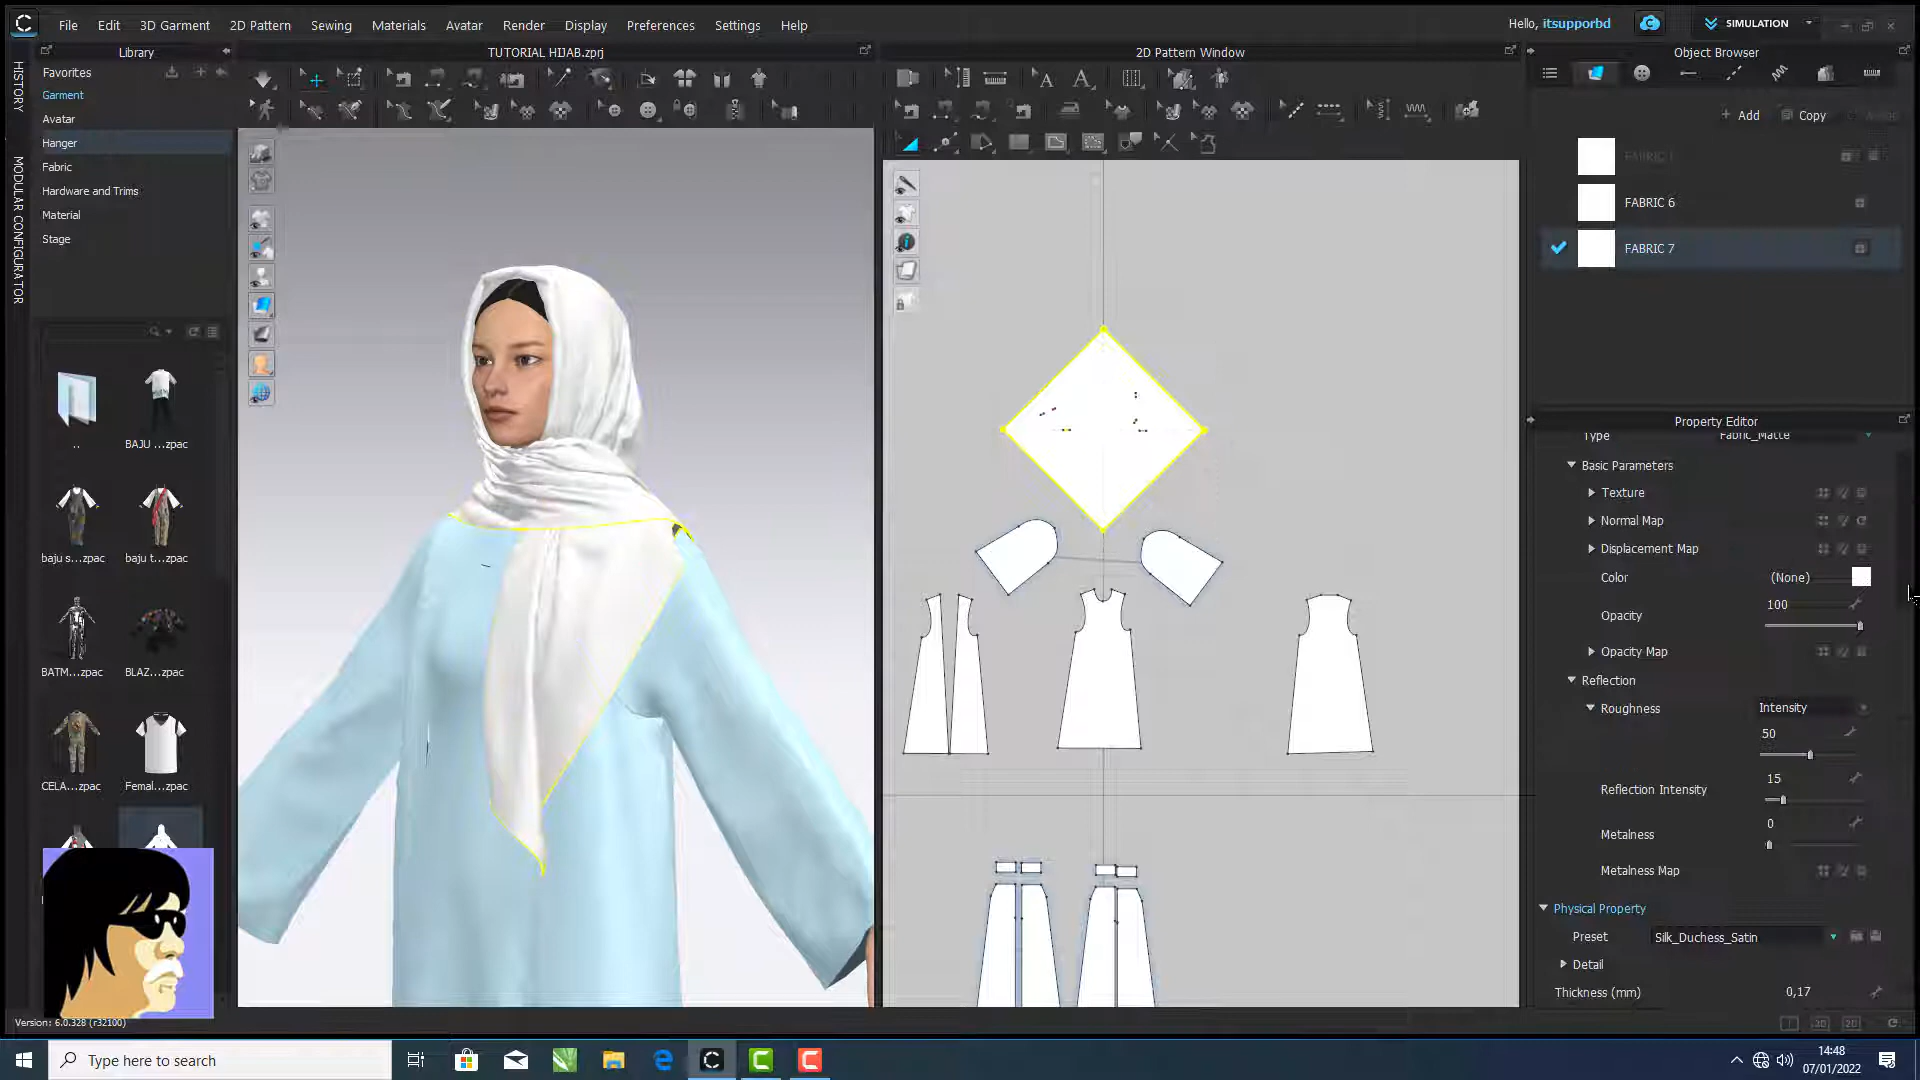 File Edit 3D Garment 2D Pattern Sewing Materials Avatar Render Display Preferences Settings Help
Hello, itsupporbd
SIMULATION
Library
TUTORIAL HIJAB.zprj
2D Pattern Window
Object Browser
HISTORY
MODULAR CONFIGURATOR
Favorites
Garment
Avatar
Hanger
Fabric
Hardware and Trims
Material
Stage
..
BAJU ...zpac
baju s...zpac
baju t...zpac
BATM...zpac
BLAZ...zpac
CELA...zpac
Femal...zpac
Version: 6.0.328 (r32100)
Add
Copy
FABRIC 6
FABRIC 7
Property Editor
Type Fabric_Matte
Basic Parameters
Texture
Normal Map
Displacement Map
Color (None)
Opacity 100
Opacity Map
Reflection
Roughness Intensity
50
Reflection Intensity 15
Metalness 0
Metalness Map
Physical Property
Preset Silk_Duchess_Satin
Detail
Thickness (mm) 0,17
3D
2D
Type here to search
14:48
07/01/2022